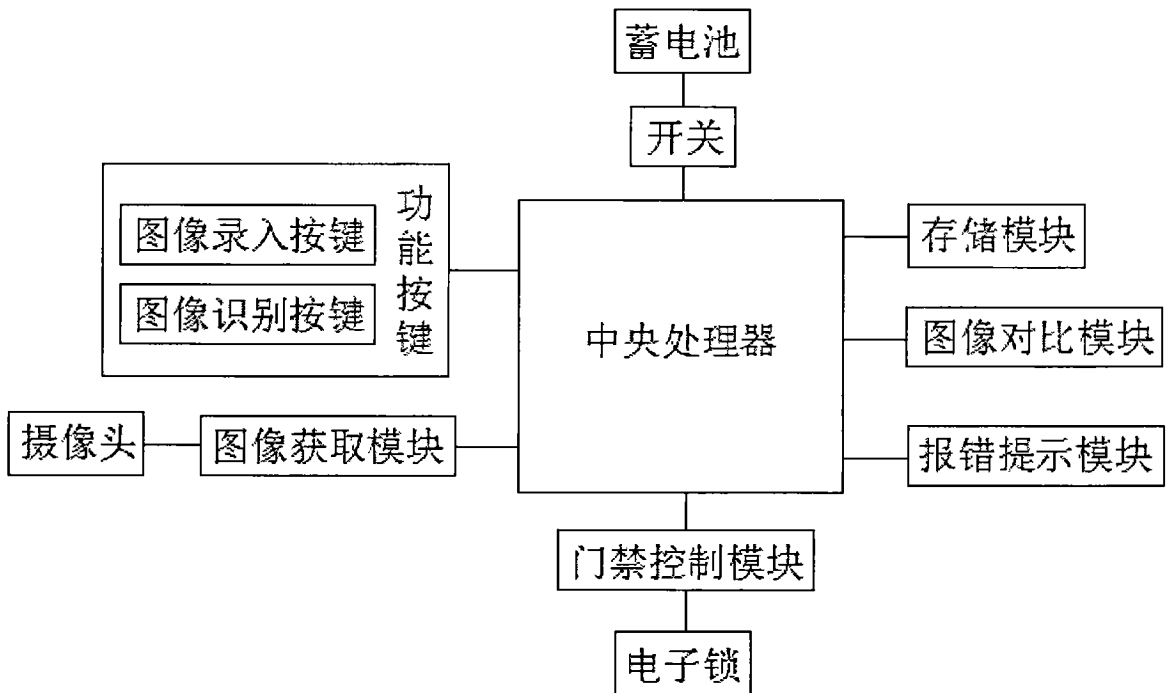 蓄电池
开关
功能按键
图像录入按键
图像识别按键
中央处理器
存储模块
图像对比模块
报错提示模块
摄像头
图像获取模块
门禁控制模块
电子锁